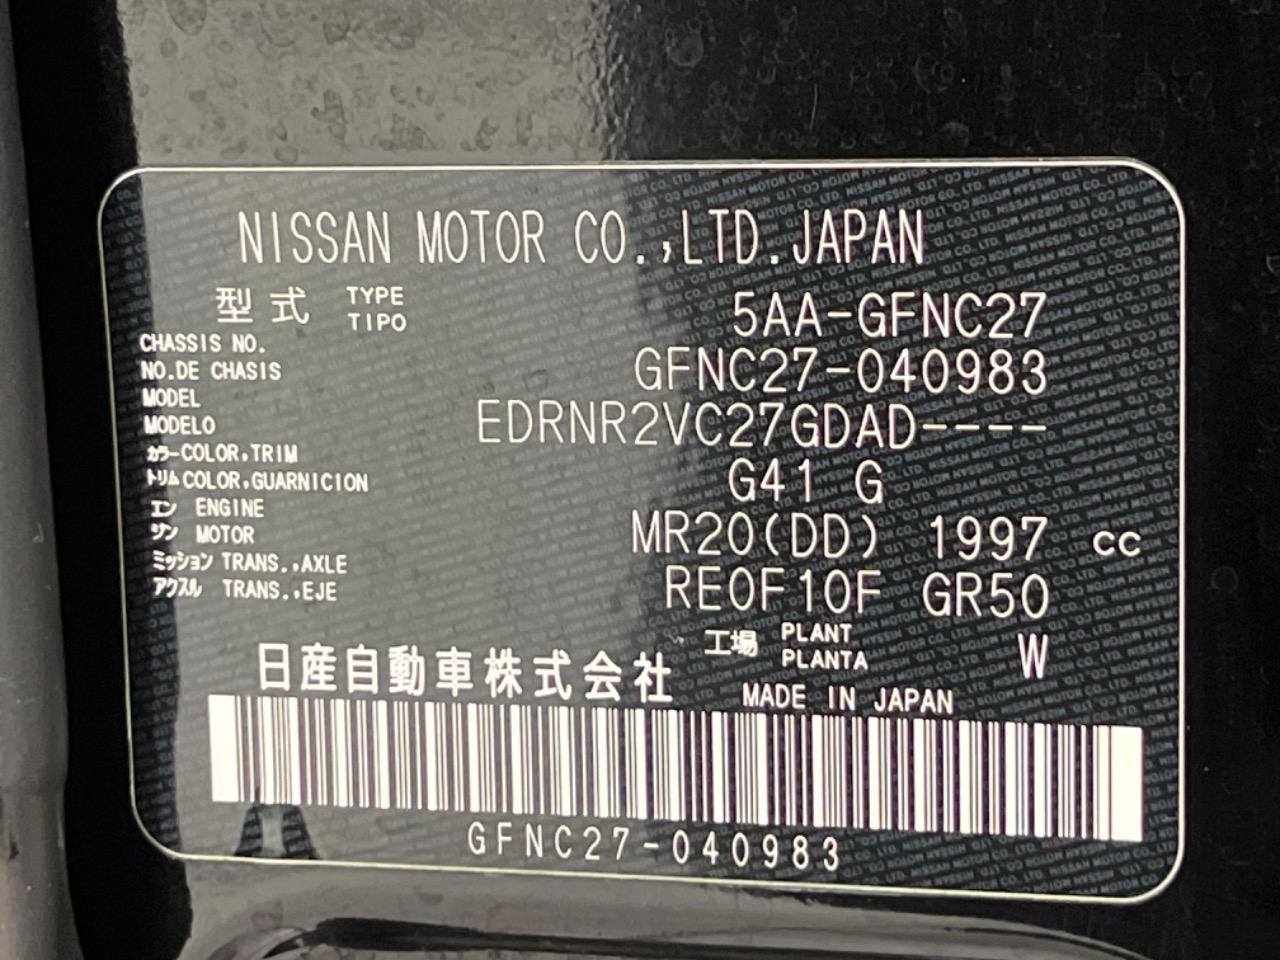 NISSAN MOTOR CO.,LTD.JAPAN
型式 TYPE TIPO 5AA-GFNC27
CHASSIS NO.
NO.DE CHASIS GFNC27-040983
MODEL
MODELO EDRNR2VC27GDAD----
カラー COLOR,TRIM
トリム COLOR,GUARNICION G41 G
エン ENGINE
ジン MOTOR MR20(DD) 1997 cc
ミッション TRANS.,AXLE
アクスル TRANS.,EJE RE0F10F GR50
工場 PLANT PLANTA W
日産自動車株式会社 MADE IN JAPAN
GFNC27-040983